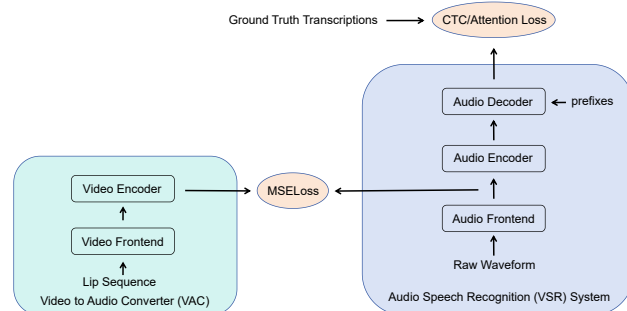 Ground Truth Transcriptions
CTC/Attention Loss
Audio Decoder
prefixes
Audio Encoder
Video Encoder
MSELoss
Audio Frontend
Video Frontend
Raw Waveform
Lip Sequence
Video to Audio Converter (VAC)
Audio Speech Recognition (VSR) System